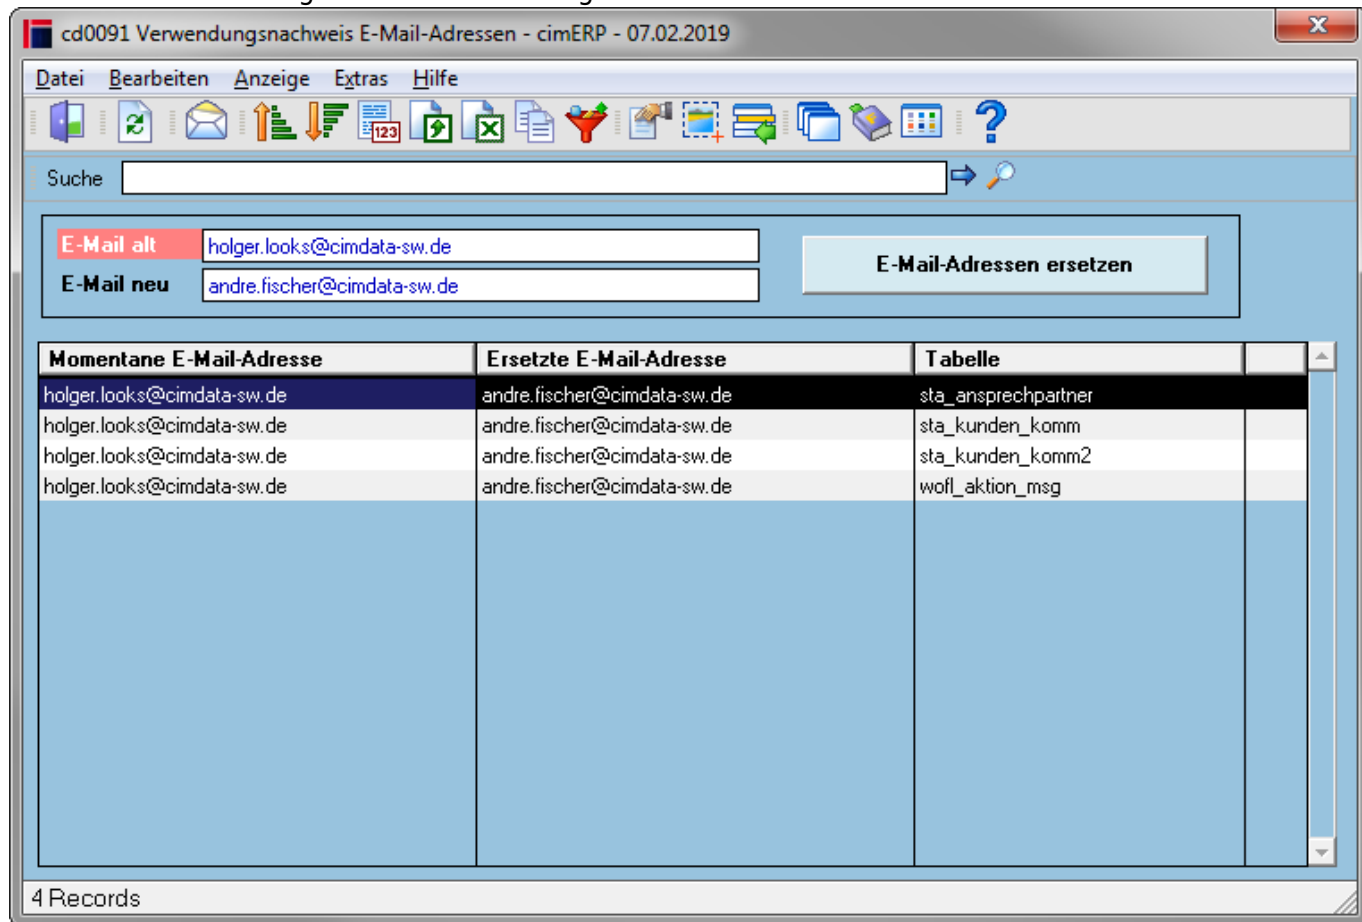 cd0091 Verwendungsnachweis E-Mail-Adressen - cimERP - 07.02.2019
Datei Bearbeiten Anzeige Extras Hilfe
123
Suche
E-Mail alt holger.looks@cimdata-sw.de
E-Mail neu andre.fischer@cimdata-sw.de
E-Mail-Adressen ersetzen
Momentane E-Mail-Adresse Ersetzte E-Mail-Adresse Tabelle
holger.looks@cimdata-sw.de andre.fischer@cimdata-sw.de sta_ansprechpartner
holger.looks@cimdata-sw.de andre.fischer@cimdata-sw.de sta_kunden_komm
holger.looks@cimdata-sw.de andre.fischer@cimdata-sw.de sta_kunden_komm2
holger.looks@cimdata-sw.de andre.fischer@cimdata-sw.de wofl_aktion_msg
4 Records